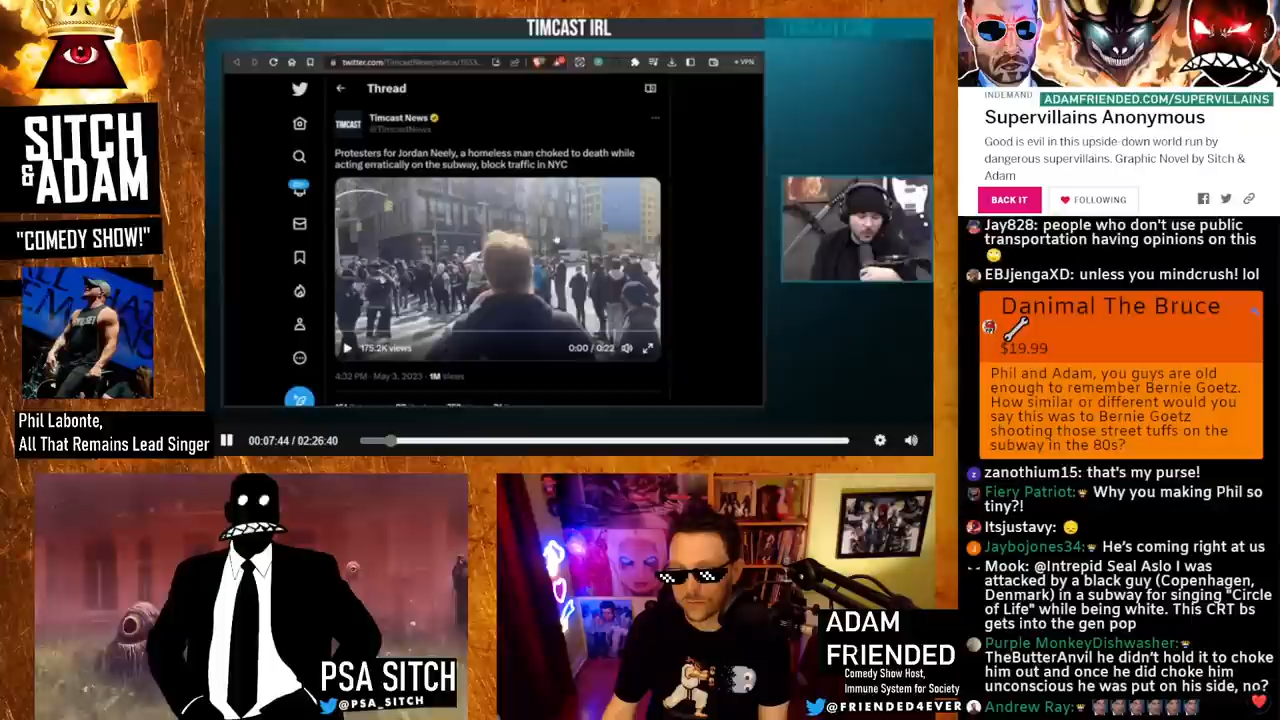 TIMCAST IRL
+ VPN
Thread
TIMCAST
Timcast News
@TimcastNews
Protesters for Jordan Neely, a homeless man choked to death while
acting erratically on the subway, block traffic in NYC
175.2K views
0:00 / 0:22
4:32 PM · May 3, 2023 · 1M Views
00:07:44 / 02:26:40
SITCH
& ADAM
"COMEDY SHOW!"
Phil Labonte,
All That Remains Lead Singer
PSA SITCH
@PSA_SITCH
ADAM
FRIENDED
Comedy Show Host,
Immune System for Society
@FRIENDED4EVER
INDEMAND
ADAMFRIENDED.COM/SUPERVILLAINS
Supervillains Anonymous
Good is evil in this upside-down world run by
dangerous supervillains. Graphic Novel by Sitch &
Adam
BACK IT
FOLLOWING
Jay828: people who don't use public
transportation having opinions on this
EBJjengaXD: unless you mindcrush! lol
Danimal The Bruce
$19.99
Phil and Adam, you guys are old
enough to remember Bernie Goetz.
How similar or different would you
say this was to Bernie Goetz
shooting those street tuffs on the
subway in the 80s?
zanothium15: that's my purse!
Fiery Patriot: Why you making Phil so
tiny?!
Itsjustavy:
Jaybojones34: He's coming right at us
Mook: @Intrepid Seal Aslo I was
attacked by a black guy (Copenhagen,
Denmark) in a subway for singing "Circle
of Life" while being white. This CRT bs
gets into the gen pop
Purple MonkeyDishwasher:
TheButterAnvil he didn't hold it to choke
him out and once he did choke him
unconscious he was put on his side, no?
Andrew Ray: